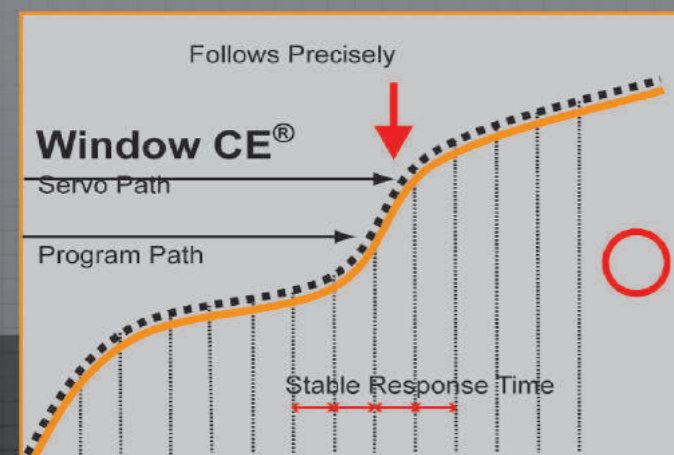 Follows Precisely
Window CE®
Servo Path
Program Path
Stable Response Time